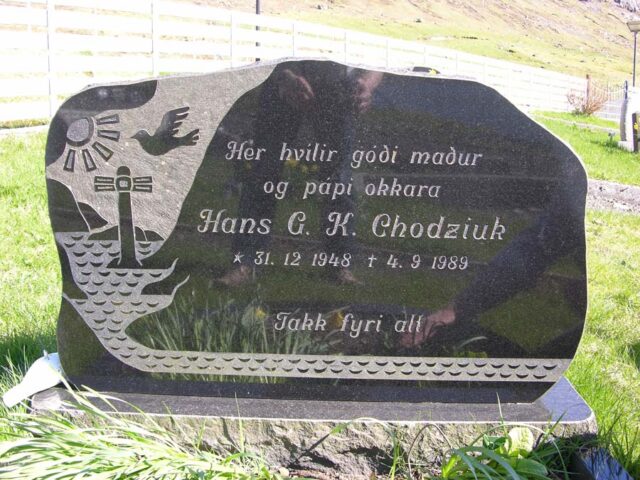 Her hvílir góði maður
og pápi okkara
Hans G. K. Chodziuk
* 31. 12 1948 † 4. 9 1989
Takk fyri alt